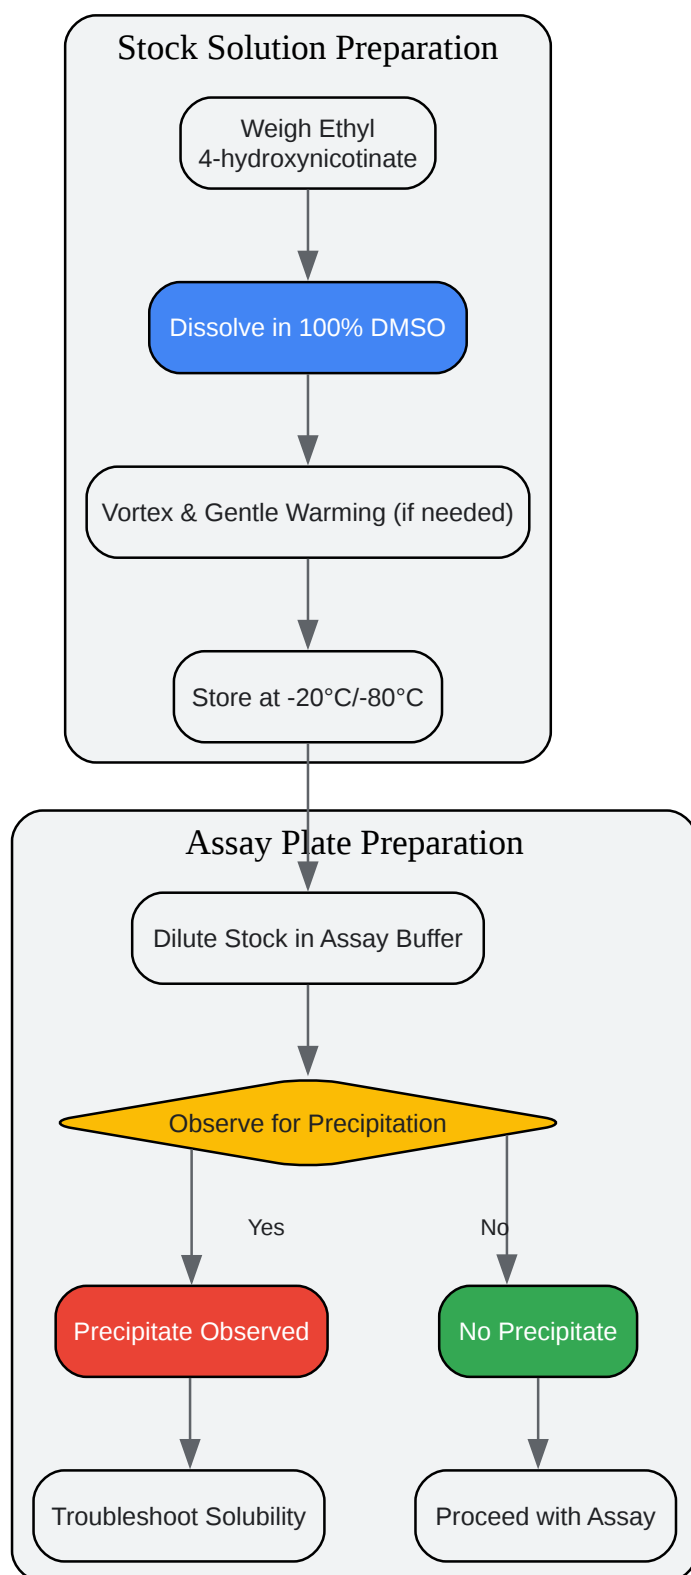 Stock Solution Preparation
Weigh Ethyl
4-hydroxynicotinate
Dissolve in 100% DMSO
Vortex & Gentle Warming (if needed)
Store at -20°C/-80°C
Assay Plate Preparation
Dilute Stock in Assay Buffer
Observe for Precipitation
Yes
No
Precipitate Observed
No Precipitate
Troubleshoot Solubility
Proceed with Assay